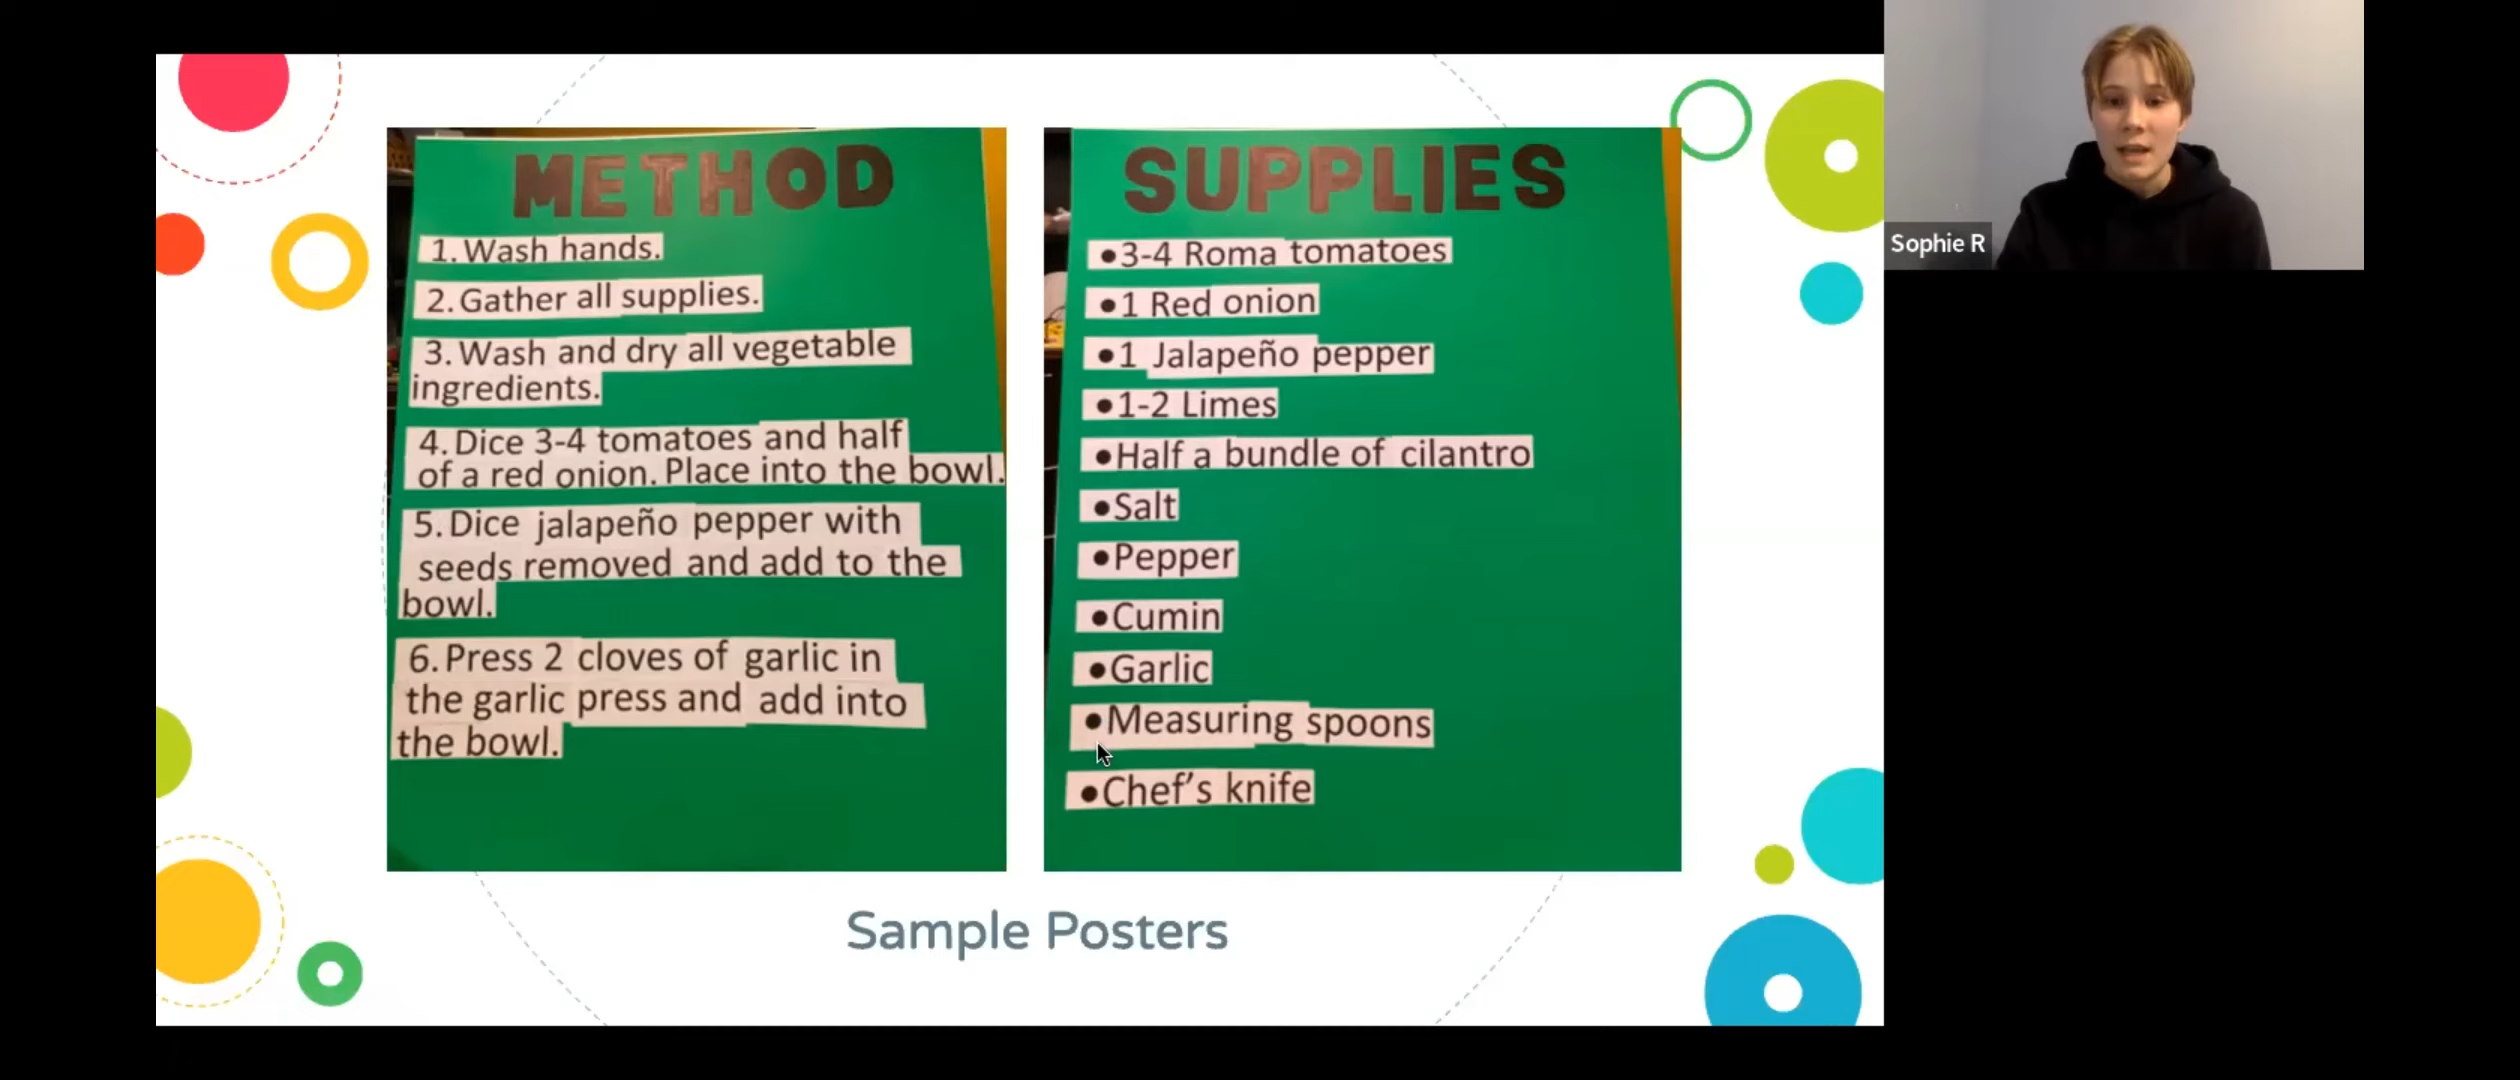 METHOD
1. Wash hands.
2. Gather all supplies.
3. Wash and dry all vegetable
ingredients.
4. Dice 3-4 tomatoes and half
of a red onion. Place into the bowl.
5. Dice jalapeño pepper with
seeds removed and add to the
bowl.
6. Press 2 cloves of garlic in
the garlic press and add into
the bowl.
SUPPLIES
•3-4 Roma tomatoes
•1 Red onion
•1 Jalapeño pepper
•1-2 Limes
•Half a bundle of cilantro
•Salt
•Pepper
•Cumin
•Garlic
•Measuring spoons
•Chef's knife
Sample Posters
Sophie R